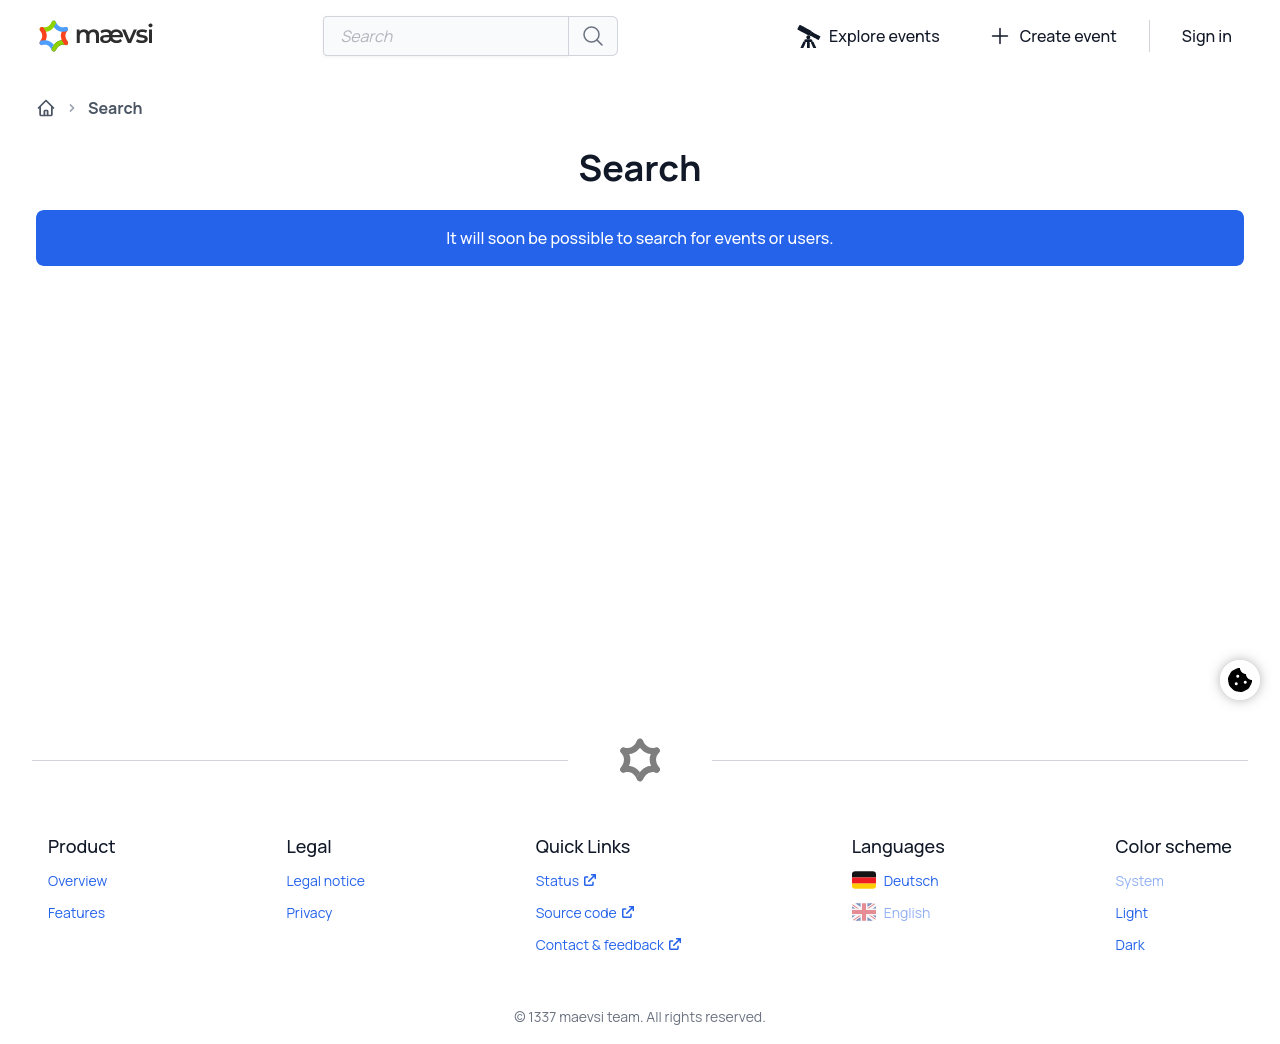 mævsi
Search
Explore events
Create event
Sign in
Search
Search
It will soon be possible to search for events or users.
Product
Overview
Features
Legal
Legal notice
Privacy
Quick Links
Status
Source code
Contact & feedback
Languages
Deutsch
English
Color scheme
System
Light
Dark
© 1337 maevsi team. All rights reserved.